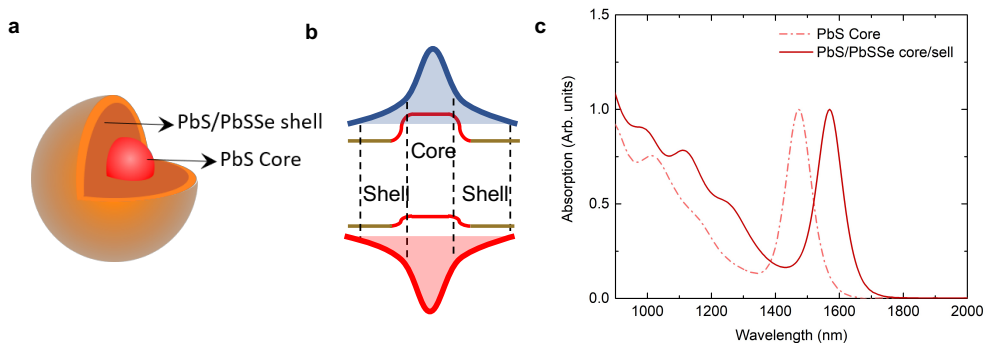 a
PbS/PbSSe shell
PbS Core
b
Core
Shell
Shell
c
PbS Core
PbS/PbSSe core/sell
Absorption (Arb. units)
1.5
1.0
0.5
0.0
1000
1200
1400
1600
1800
2000
Wavelength (nm)